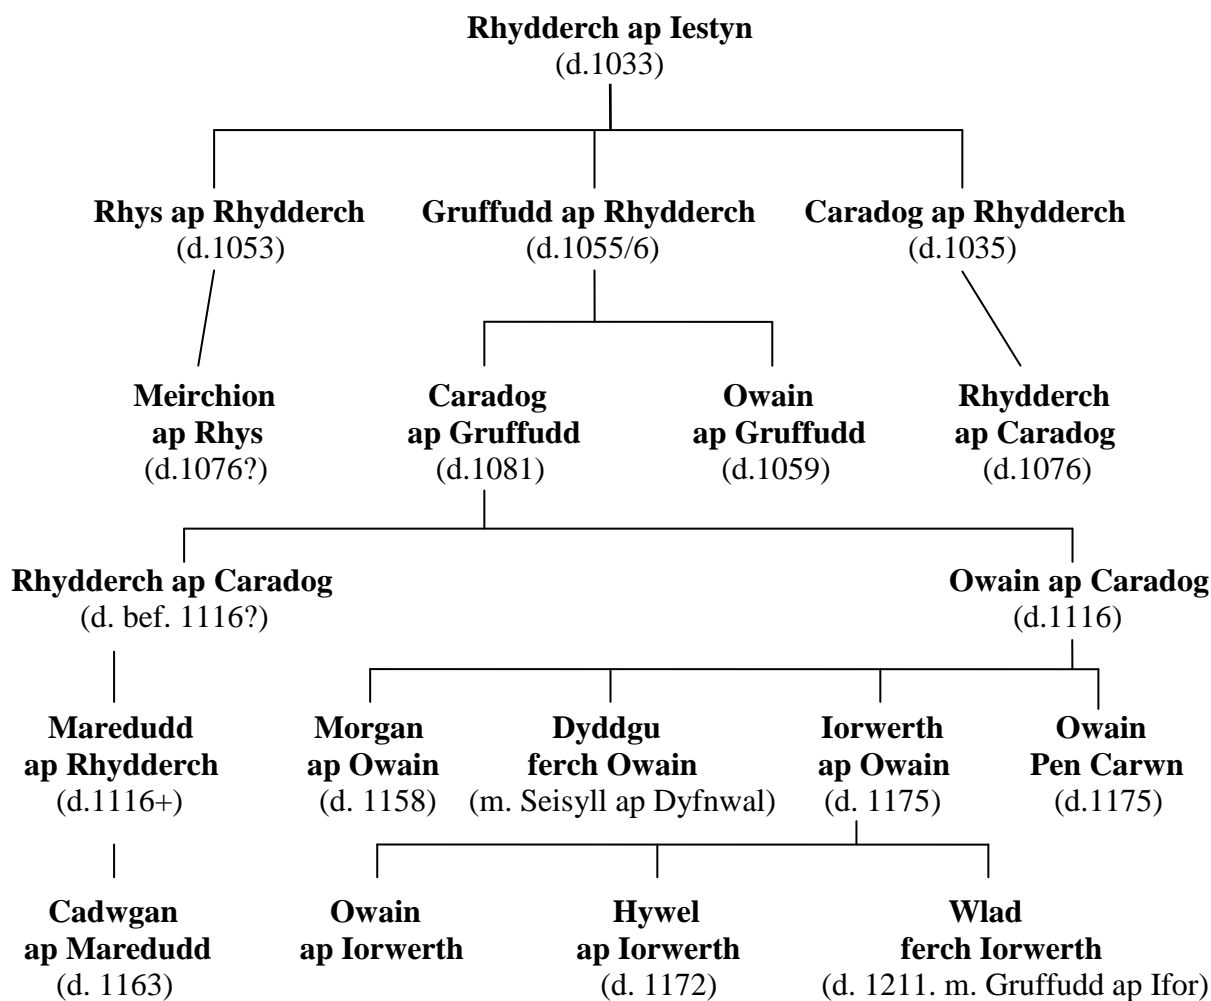 Rhydderch ap Iestyn
(d.1033)
Rhys ap Rhydderch
(d.1053)
Gruffudd ap Rhydderch
(d.1055/6)
Caradog ap Rhydderch
(d.1035)
Meirchion
ap Rhys
(d.1076?)
Caradog
ap Gruffudd
(d.1081)
Owain
ap Gruffudd
(d.1059)
Rhydderch
ap Caradog
(d.1076)
Rhydderch ap Caradog
(d. bef. 1116?)
Owain ap Caradog
(d.1116)
Maredudd
ap Rhydderch
(d.1116+)
Morgan
ap Owain
(d. 1158)
Dyddgu
ferch Owain
(m. Seisyll ap Dyfnwal)
Iorwerth
ap Owain
(d. 1175)
Owain
Pen Carwn
(d.1175)
Cadwgan
ap Maredudd
(d. 1163)
Owain
ap Iorwerth
Hywel
ap Iorwerth
(d. 1172)
Wlad
ferch Iorwerth
(d. 1211. m. Gruffudd ap Ifor)